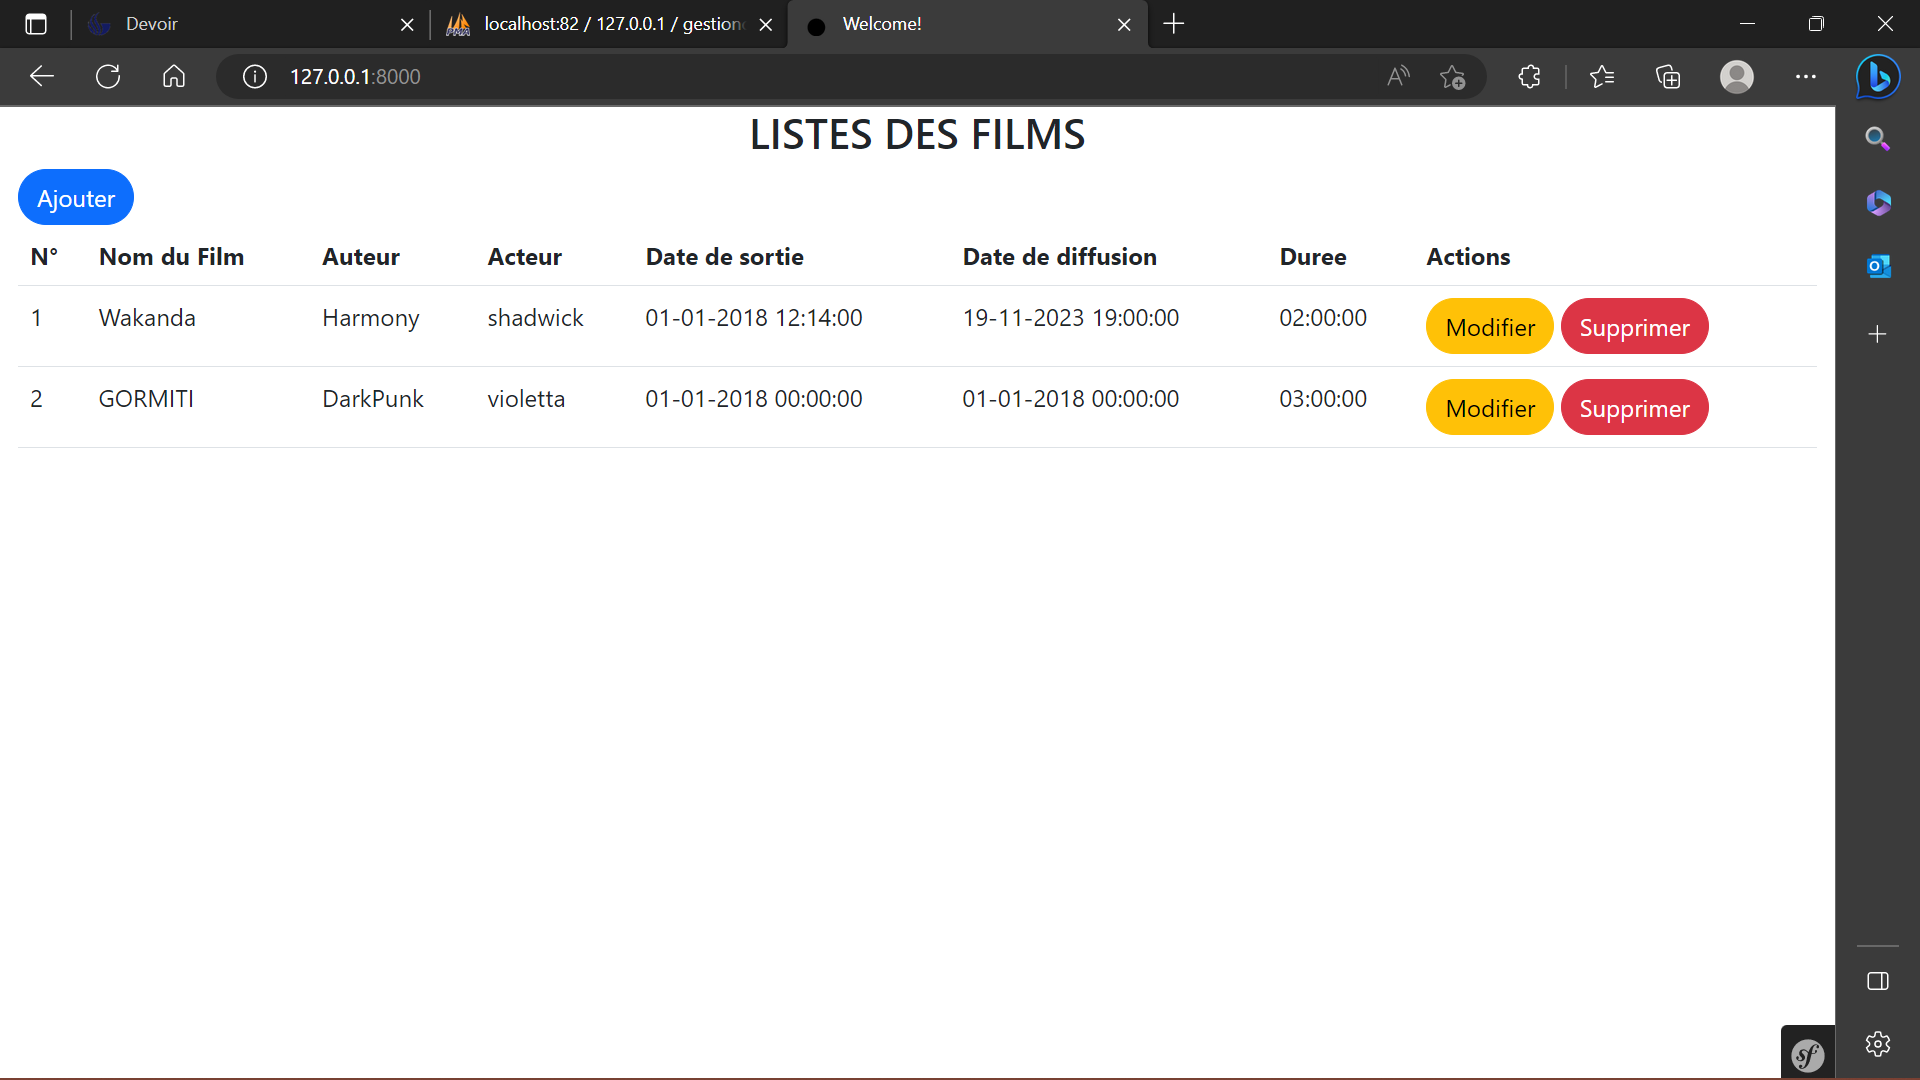 Devoir
localhost:82 / 127.0.0.1 / gestion
Welcome!
127.0.0.1:8000
LISTES DES FILMS
Ajouter
N° Nom du Film Auteur Acteur Date de sortie Date de diffusion Duree Actions
1 Wakanda Harmony shadwick 01-01-2018 12:14:00 19-11-2023 19:00:00 02:00:00 Modifier Supprimer
2 GORMITI DarkPunk violetta 01-01-2018 00:00:00 01-01-2018 00:00:00 03:00:00 Modifier Supprimer
sf